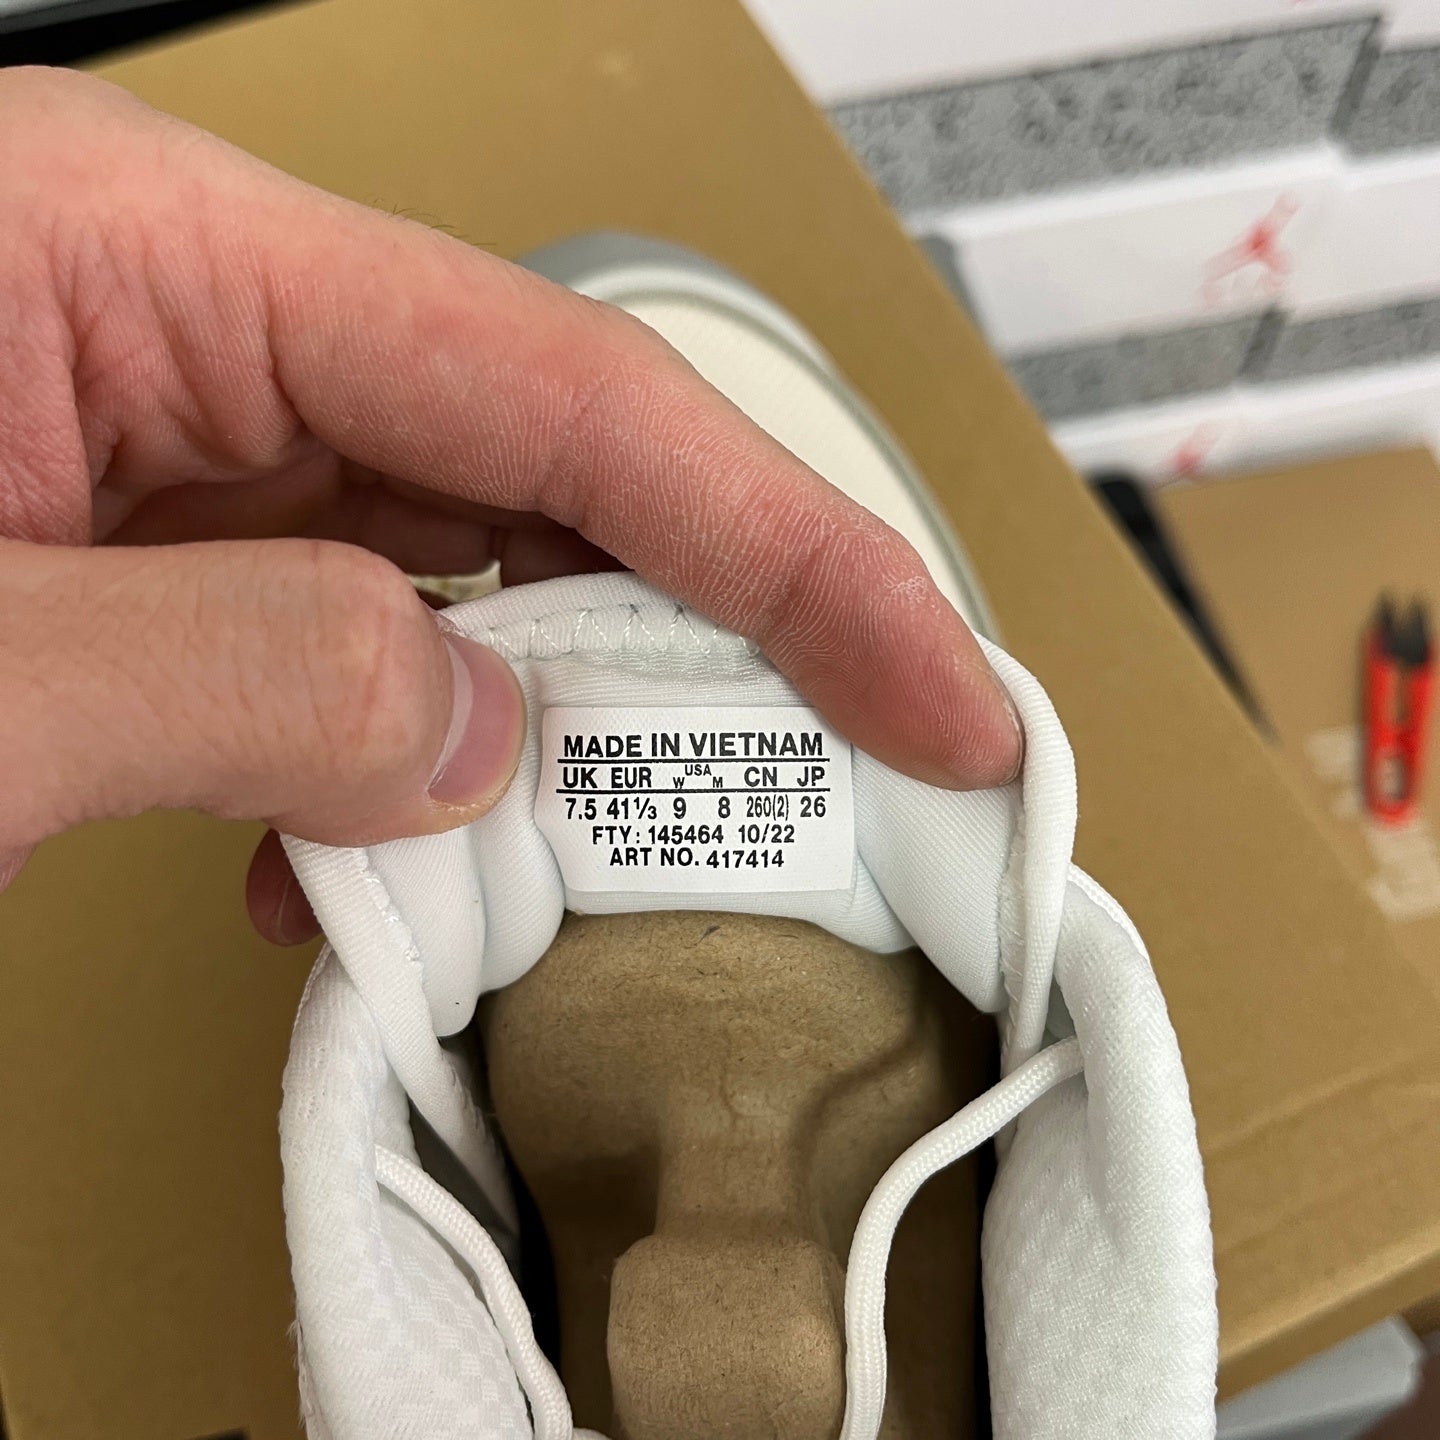 MADE IN VIETNAM
UK EUR W USA M CN JP
7.5 41⅓ 9 8 260(2) 26
FTY: 145464 10/22
ART NO. 417414